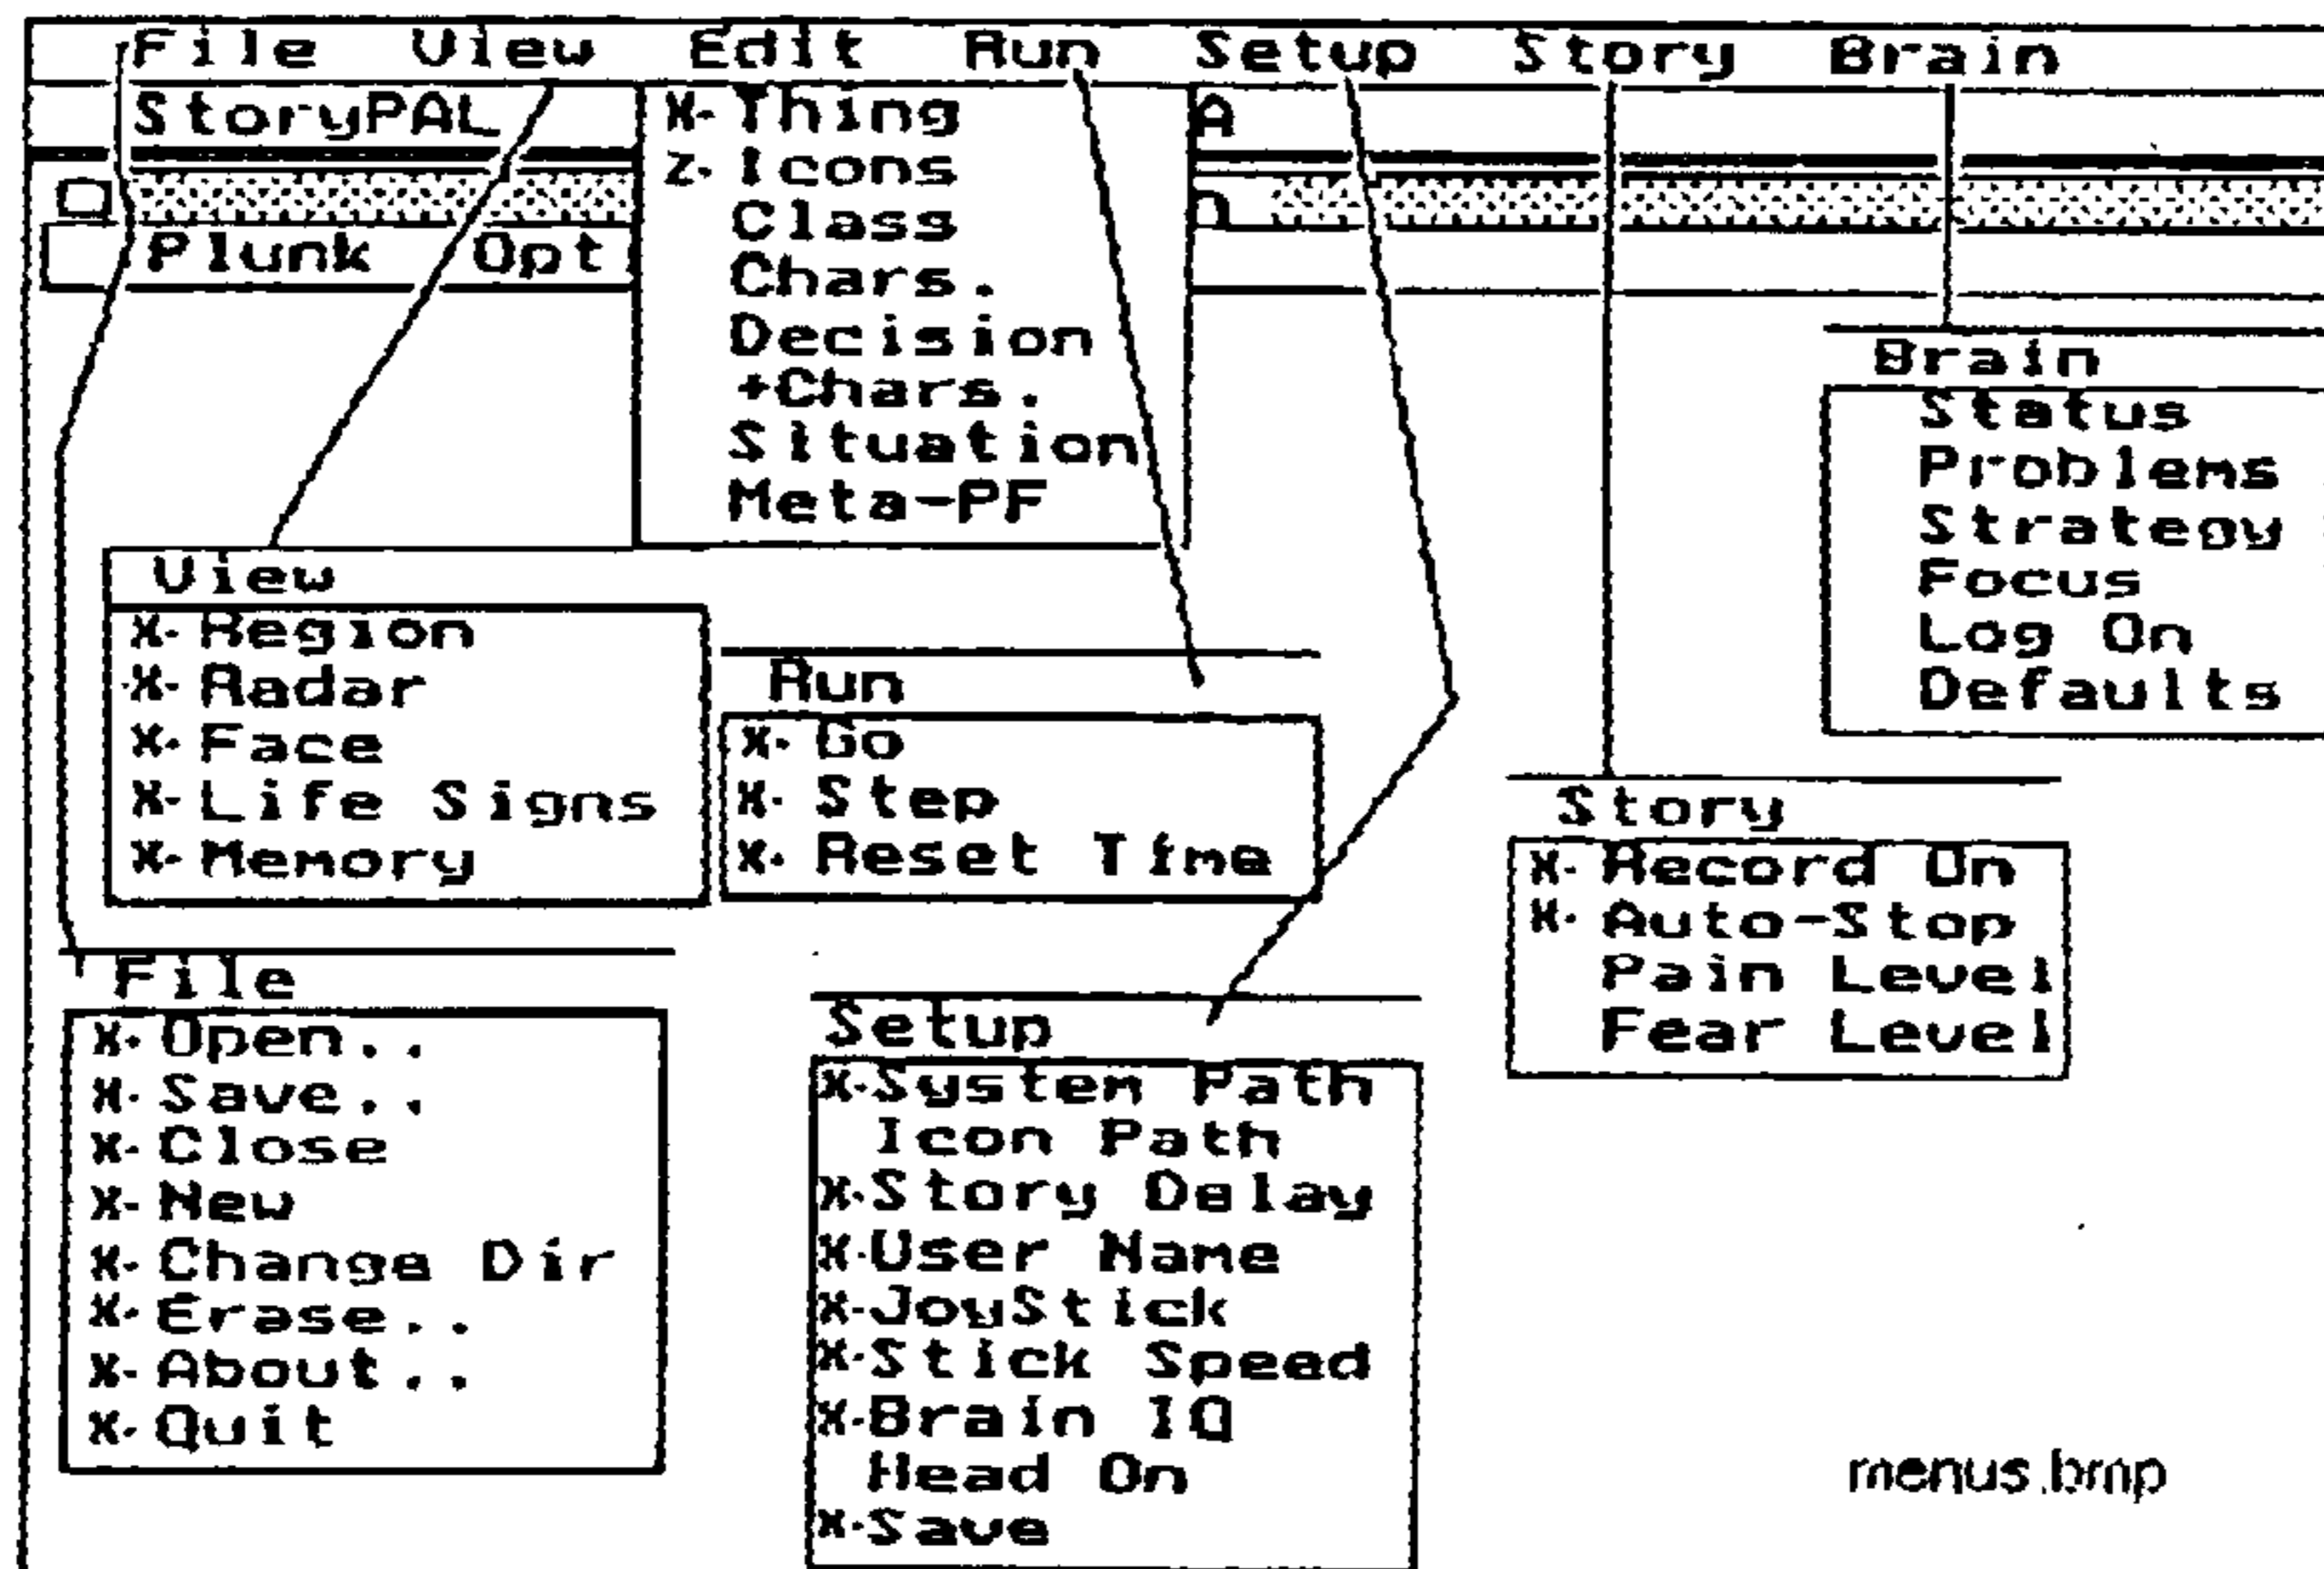 File View Edit Run Setup Story Brain
StoryPAL
A
Plunk Opt
X· Thing
Z· Icons
Class
Chars.
Decision
+Chars.
Situation
Meta-PF
View
X· Region
X· Radar
X· Face
X· Life Signs
X· Memory
Run
X· Go
X· Step
X· Reset Time
Brain
Status
Problems
Strategy
Focus
Log On
Defaults
Story
X· Record On
X· Auto-Stop
Pain Level
Fear Level
File
X· Open..
X· Save..
X· Close
X· New
X· Change Dir
X· Erase..
X· About..
X· Quit
Setup
X·System Path
Icon Path
X·Story Delay
X·User Name
X·JoyStick
X·Stick Speed
X·Brain IQ
Head On
X·Save
menus.bmp